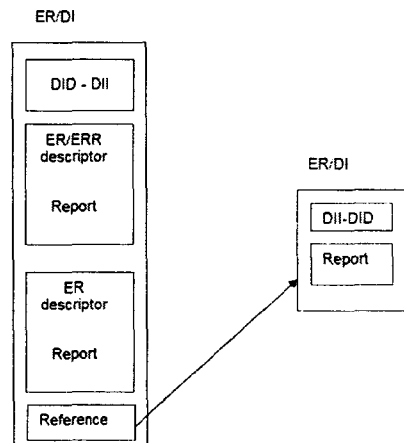 ER/DI
DID - DII
ER/ERR
descriptor
Report
ER
descriptor
Report
Reference
ER/DI
DII-DID
Report